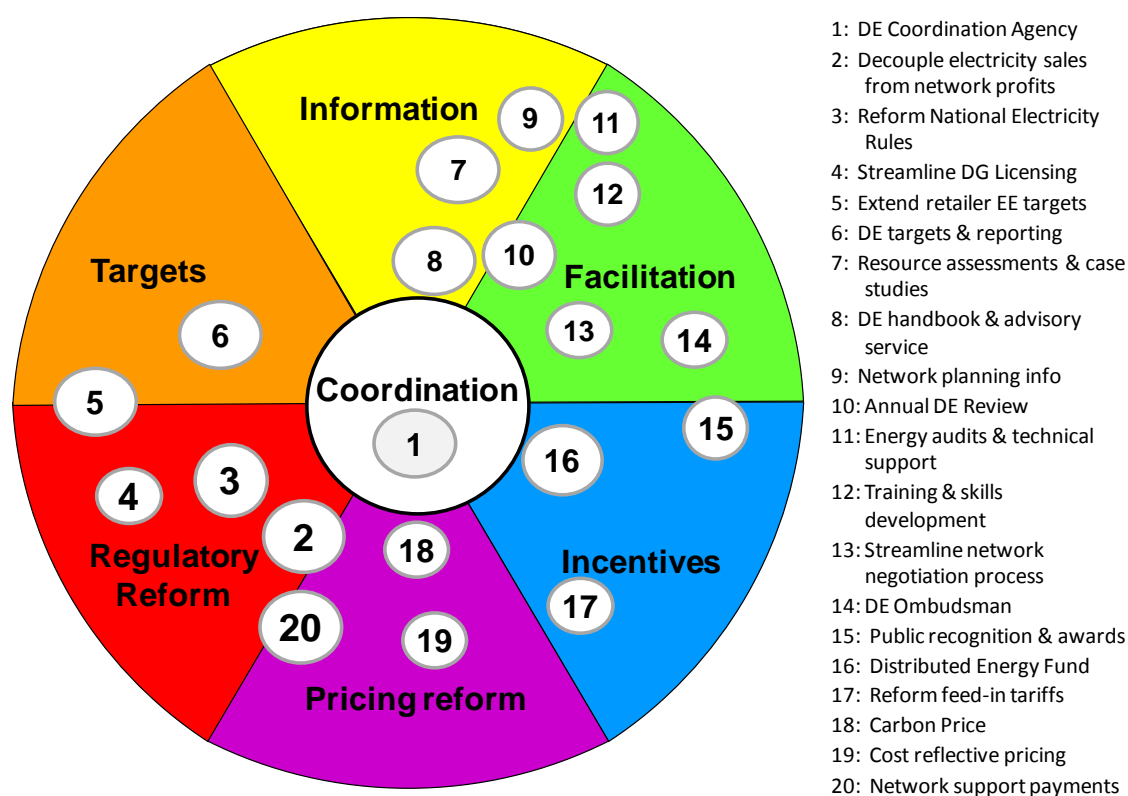 Information
9
11
7
12
8
10
Targets
Facilitation
6
13
14
Coordination
5
1
15
16
3
4
2
18
Regulatory
Reform
Incentives
17
20
19
Pricing reform
1: DE Coordination Agency
2: Decouple electricity sales
from network profits
3: Reform National Electricity
Rules
4: Streamline DG Licensing
5: Extend retailer EE targets
6: DE targets & reporting
7: Resource assessments & case
studies
8: DE handbook & advisory
service
9: Network planning info
10: Annual DE Review
11: Energy audits & technical
support
12: Training & skills
development
13: Streamline network
negotiation process
14: DE Ombudsman
15: Public recognition & awards
16: Distributed Energy Fund
17: Reform feed-in tariffs
18: Carbon Price
19: Cost reflective pricing
20: Network support payments